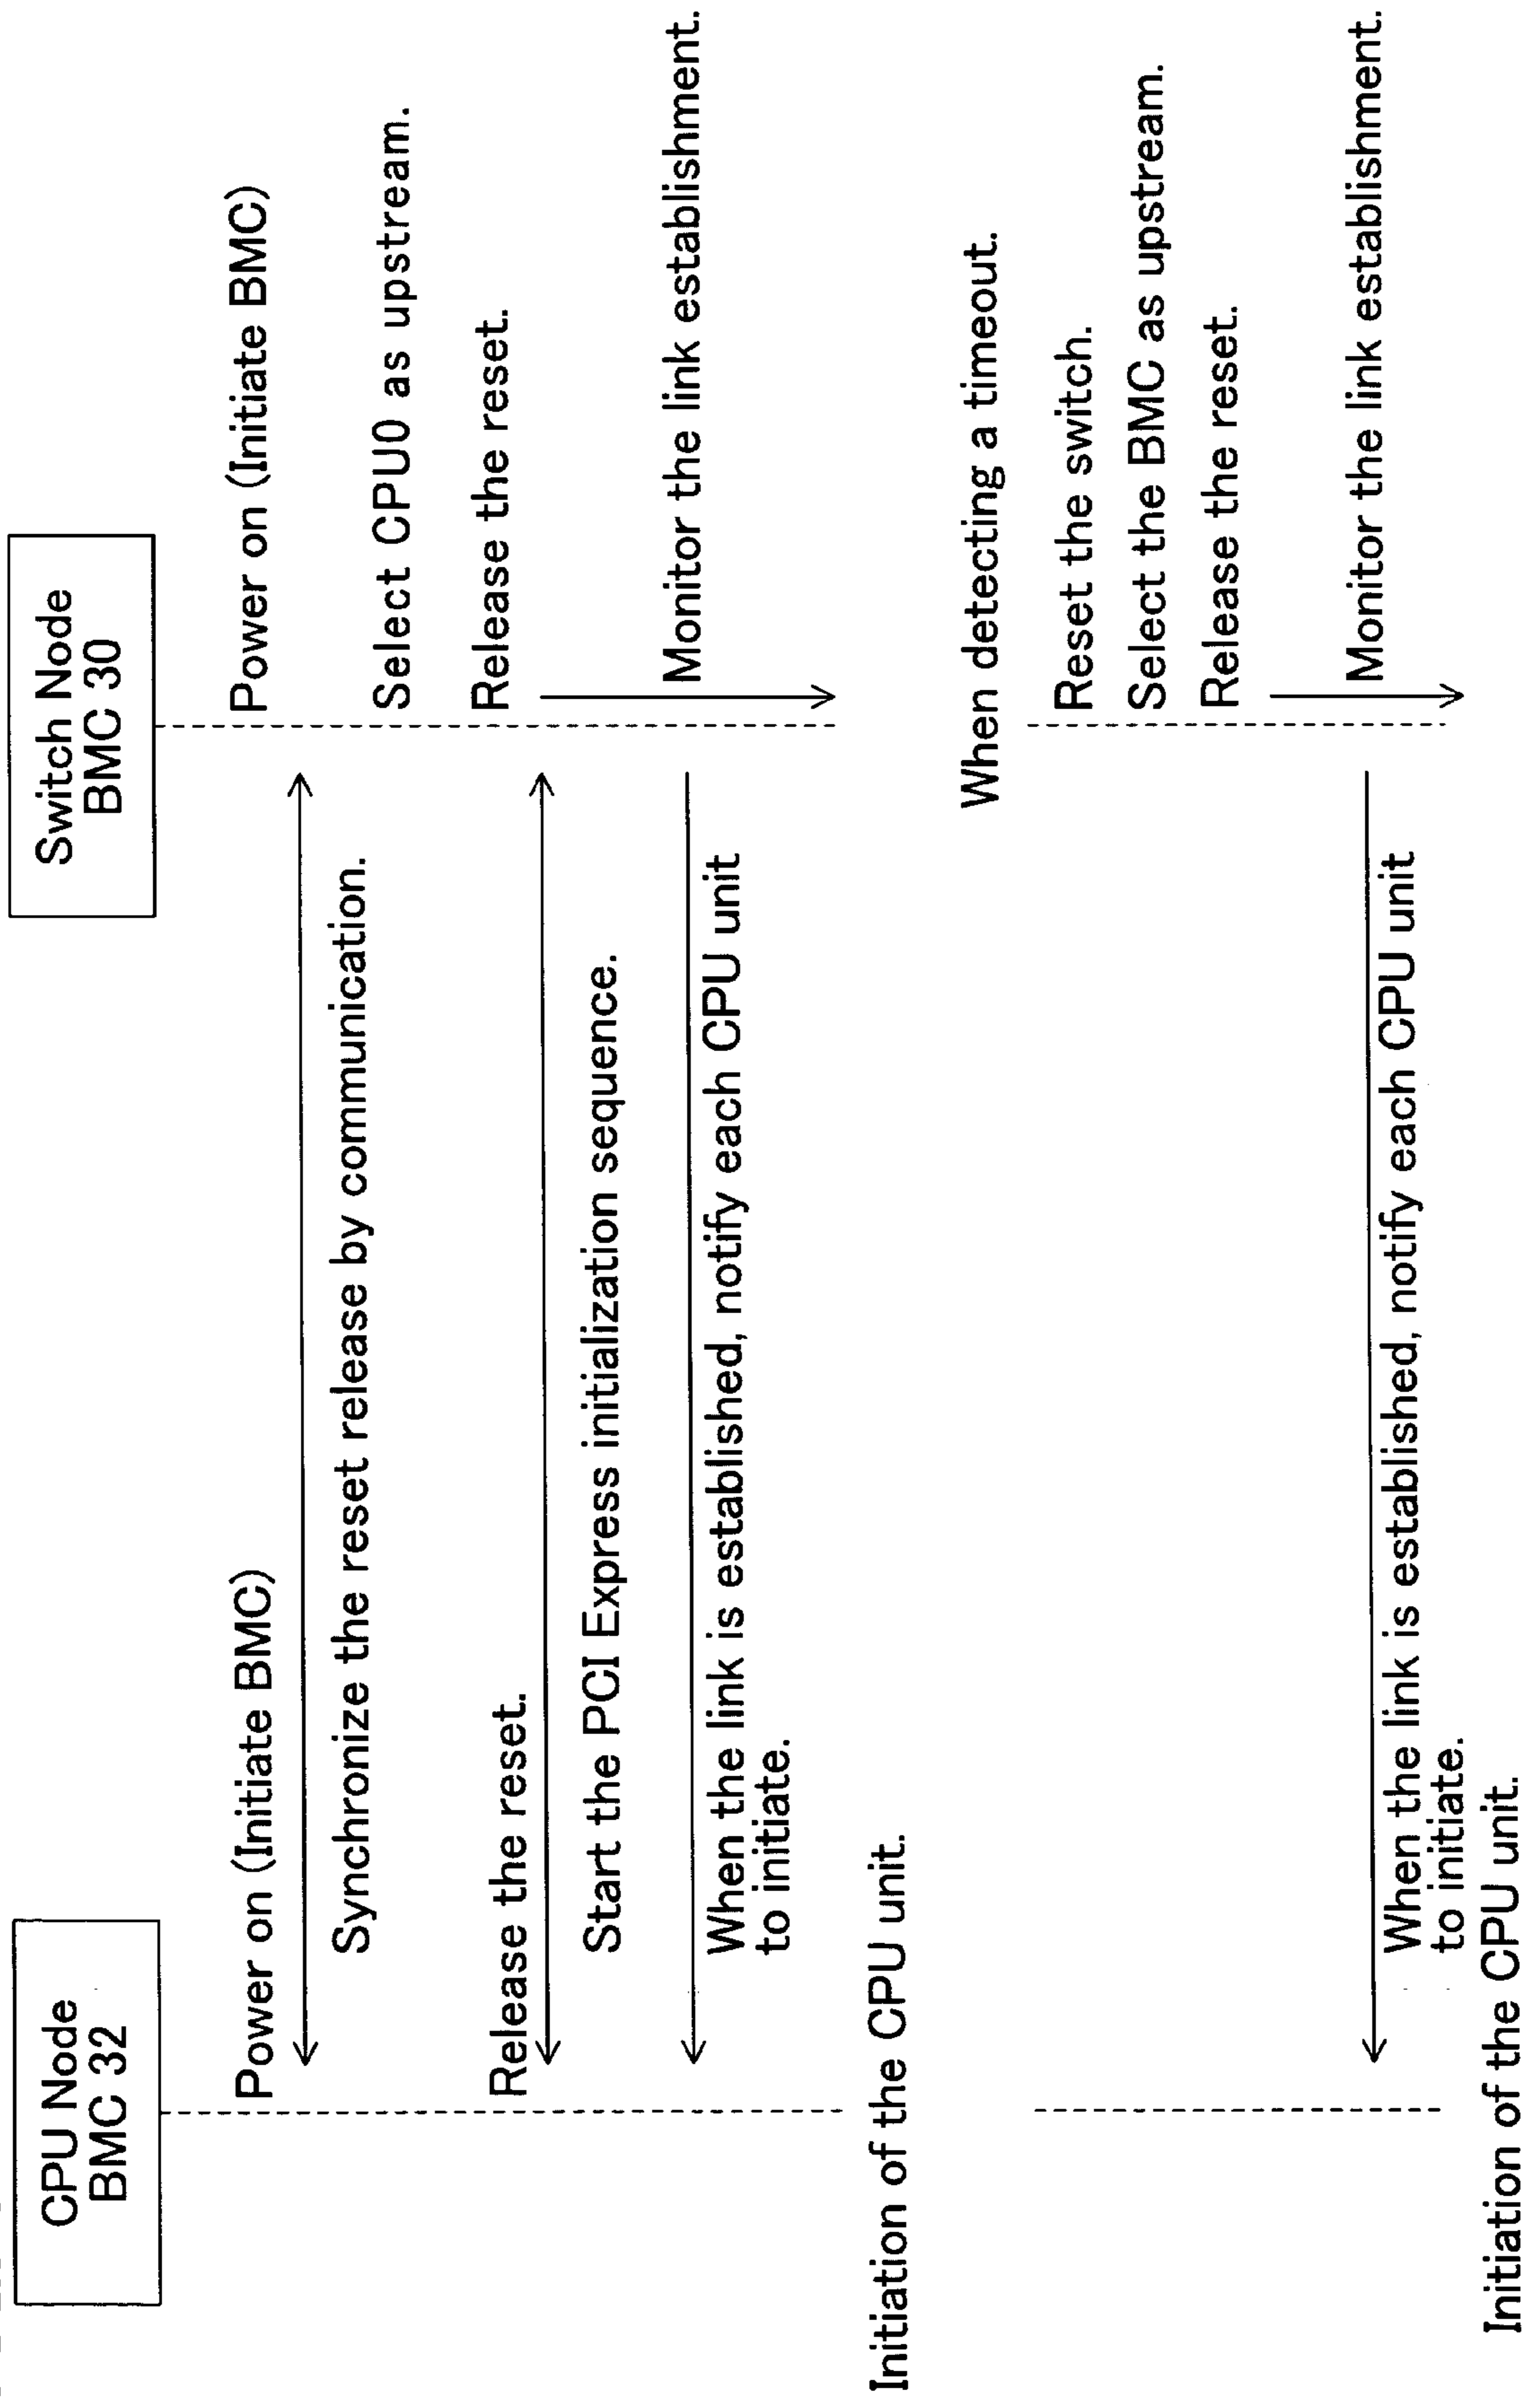 CPU Node
BMC 32
Switch Node
BMC 30
Power on (Initiate BMC)
Power on (Initiate BMC)
Synchronize the reset release by communication.
Select CPU0 as upstream.
Release the reset.
Release the reset.
Start the PCI Express initialization sequence.
Monitor the link establishment.
When the link is established, notify each CPU unit
to initiate.
Initiation of the CPU unit.
When detecting a timeout.
Reset the switch.
Select the BMC as upstream.
Release the reset.
Monitor the link establishment.
When the link is established, notify each CPU unit
to initiate.
Initiation of the CPU unit.